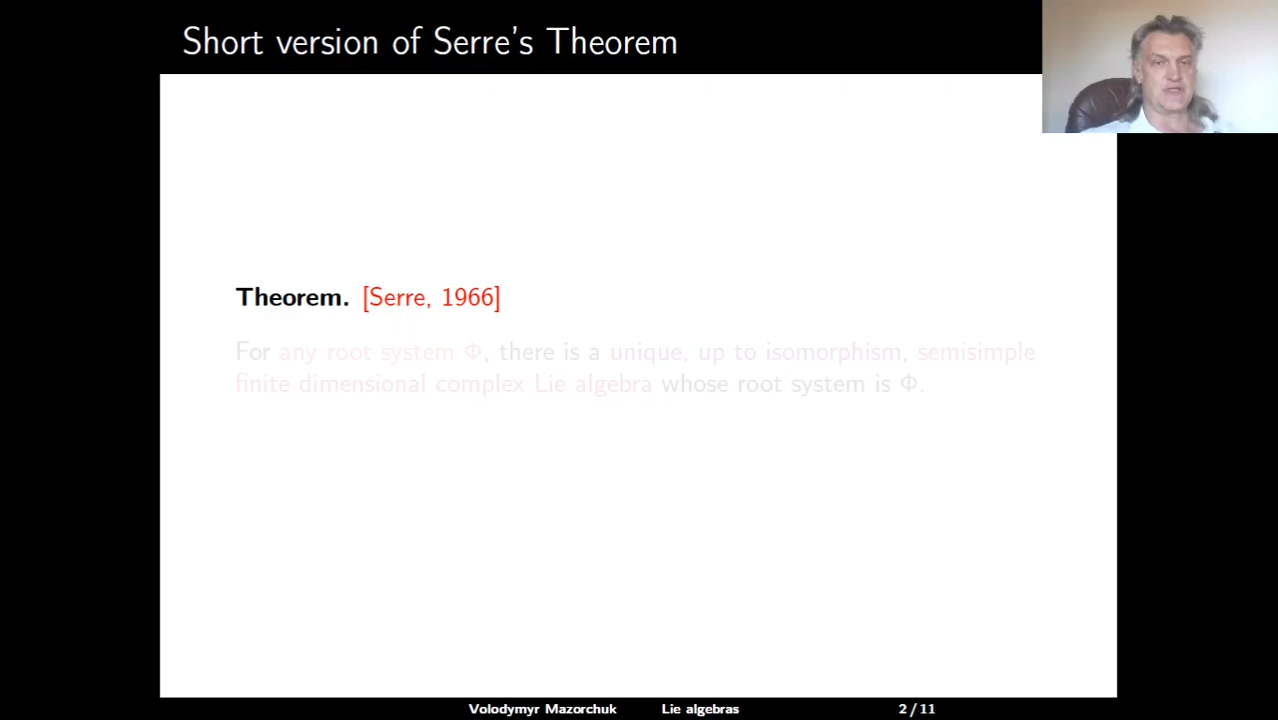 Short version of Serre's Theorem
Theorem. [Serre, 1966]
For any root system Φ, there is a unique, up to isomorphism, semisimple
finite dimensional complex Lie algebra whose root system is Φ.
Volodymyr Mazorchuk Lie algebras 2 / 11